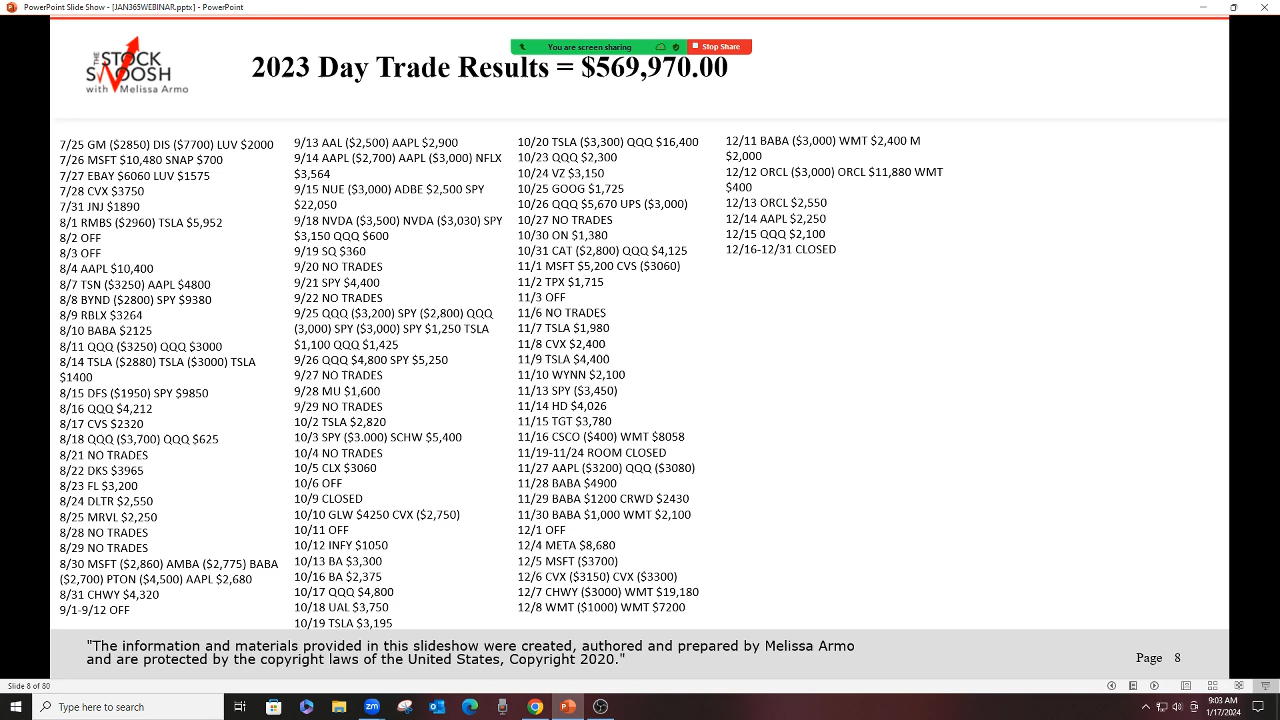 PowerPoint Slide Show - [JAN365WEBINAR.pptx] - PowerPoint
You are screen sharing
Stop Share
THE
STOCK
SWOOSH
with Melissa Armo
2023 Day Trade Results = $569,970.00
7/25 GM ($2850) DIS ($7700) LUV $2000
7/26 MSFT $10,480 SNAP $700
7/27 EBAY $6060 LUV $1575
7/28 CVX $3750
7/31 JNJ $1890
8/1 RMBS ($2960) TSLA $5,952
8/2 OFF
8/3 OFF
8/4 AAPL $10,400
8/7 TSN ($3250) AAPL $4800
8/8 BYND ($2800) SPY $9380
8/9 RBLX $3264
8/10 BABA $2125
8/11 QQQ ($3250) QQQ $3000
8/14 TSLA ($2880) TSLA ($3000) TSLA
$1400
8/15 DFS ($1950) SPY $9850
8/16 QQQ $4,212
8/17 CVS $2320
8/18 QQQ ($3,700) QQQ $625
8/21 NO TRADES
8/22 DKS $3965
8/23 FL $3,200
8/24 DLTR $2,550
8/25 MRVL $2,250
8/28 NO TRADES
8/29 NO TRADES
8/30 MSFT ($2,860) AMBA ($2,775) BABA
($2,700) PTON ($4,500) AAPL $2,680
8/31 CHWY $4,320
9/1-9/12 OFF
9/13 AAL ($2,500) AAPL $2,900
9/14 AAPL ($2,700) AAPL ($3,000) NFLX
$3,564
9/15 NUE ($3,000) ADBE $2,500 SPY
$22,050
9/18 NVDA ($3,500) NVDA ($3,030) SPY
$3,150 QQQ $600
9/19 SQ $360
9/20 NO TRADES
9/21 SPY $4,400
9/22 NO TRADES
9/25 QQQ ($3,200) SPY ($2,800) QQQ
(3,000) SPY ($3,000) SPY $1,250 TSLA
$1,100 QQQ $1,425
9/26 QQQ $4,800 SPY $5,250
9/27 NO TRADES
9/28 MU $1,600
9/29 NO TRADES
10/2 TSLA $2,820
10/3 SPY ($3.000) SCHW $5,400
10/4 NO TRADES
10/5 CLX $3060
10/6 OFF
10/9 CLOSED
10/10 GLW $4250 CVX ($2,750)
10/11 OFF
10/12 INFY $1050
10/13 BA $3,300
10/16 BA $2,375
10/17 QQQ $4,800
10/18 UAL $3,750
10/19 TSLA $3,195
10/20 TSLA ($3,300) QQQ $16,400
10/23 QQQ $2,300
10/24 VZ $3,150
10/25 GOOG $1,725
10/26 QQQ $5,670 UPS ($3,000)
10/27 NO TRADES
10/30 ON $1,380
10/31 CAT ($2,800) QQQ $4,125
11/1 MSFT $5,200 CVS ($3060)
11/2 TPX $1,715
11/3 OFF
11/6 NO TRADES
11/7 TSLA $1,980
11/8 CVX $2,400
11/9 TSLA $4,400
11/10 WYNN $2,100
11/13 SPY ($3,450)
11/14 HD $4,026
11/15 TGT $3,780
11/16 CSCO ($400) WMT $8058
11/19-11/24 ROOM CLOSED
11/27 AAPL ($3200) QQQ ($3080)
11/28 BABA $4900
11/29 BABA $1200 CRWD $2430
11/30 BABA $1,000 WMT $2,100
12/1 OFF
12/4 META $8,680
12/5 MSFT ($3700)
12/6 CVX ($3150) CVX ($3300)
12/7 CHWY ($3000) WMT $19,180
12/8 WMT ($1000) WMT $7200
12/11 BABA ($3,000) WMT $2,400 M
$2,000
12/12 ORCL ($3,000) ORCL $11,880 WMT
$400
12/13 ORCL $2,550
12/14 AAPL $2,250
12/15 QQQ $2,100
12/16-12/31 CLOSED
"The information and materials provided in this slideshow were created, authored and prepared by Melissa Armo
and are protected by the copyright laws of the United States, Copyright 2020."
Page 8
Slide 8 of 80
Type here to search
9:03 AM
1/17/2024